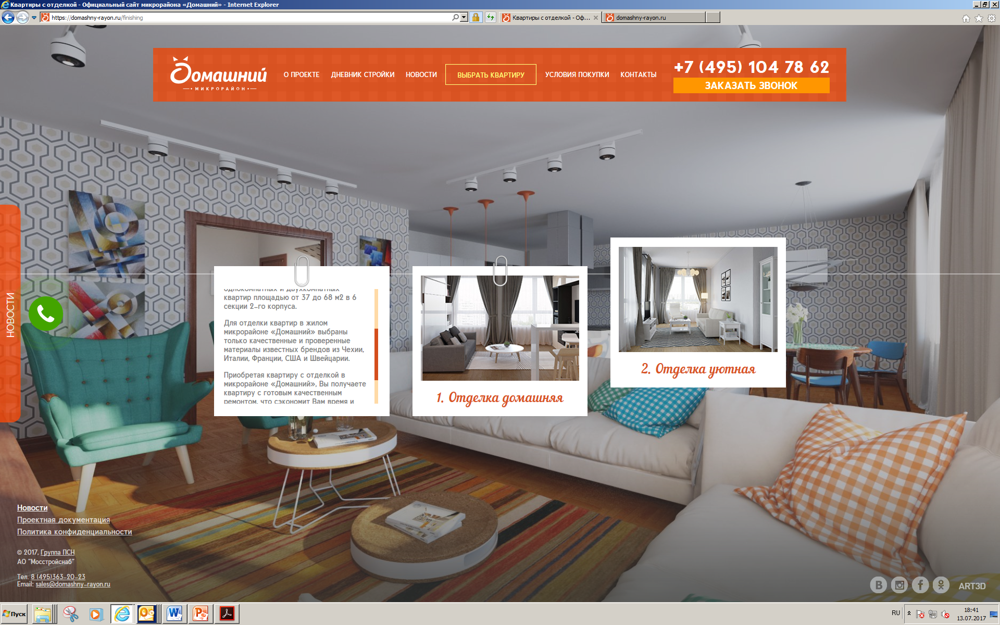 Квартиры с отделкой - Официальный сайт микрорайона «Домашний» - Internet Explorer
https://domashny-rayon.ru/finishing
Квартиры с отделкой - Оф...
domashny-rayon.ru
Домашний
МИКРОРАЙОН
О ПРОЕКТЕ
ДНЕВНИК СТРОЙКИ
НОВОСТИ
ВЫБРАТЬ КВАРТИРУ
УСЛОВИЯ ПОКУПКИ
КОНТАКТЫ
+7 (495) 104 78 62
ЗАКАЗАТЬ ЗВОНОК
НОВОСТИ
однокомнатных и двухкомнатных
квартир площадью от 37 до 68 м2 в 6
секции 2-го корпуса.
Для отделки квартир в жилом
микрорайоне «Домашний» выбраны
только качественные и проверенные
материалы известных брендов из Чехии,
Италии, Франции, США и Швейцарии.
Приобретая квартиру с отделкой в
микрорайоне «Домашний», Вы получаете
квартиру с готовым качественным
ремонтом, что сэкономит Вам время и
1. Отделка домашняя
2. Отделка уютная
Новости
Проектная документация
Политика конфиденциальности
© 2017, Группа ПСН
АО "Мосстройснаб"
Тел. 8 (495)363-20-23
Email: sales@domashny-rayon.ru
ART3D
Пуск
RU
18:41
13.07.2017